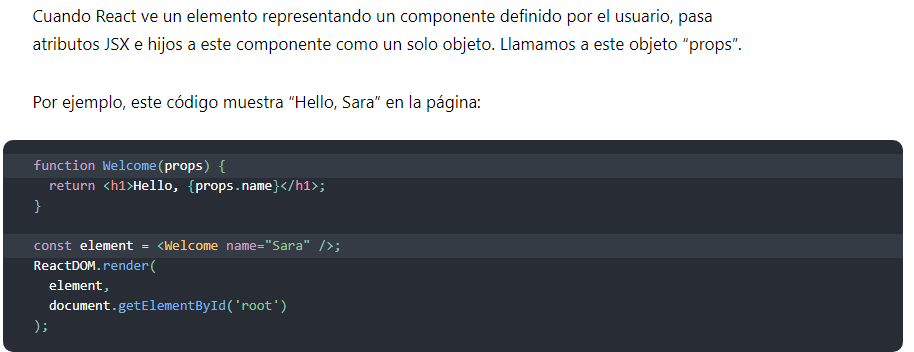 Cuando React ve un elemento representando un componente definido por el usuario, pasa
atributos JSX e hijos a este componente como un solo objeto. Llamamos a este objeto “props”.
Por ejemplo, este código muestra “Hello, Sara” en la página:
function Welcome(props) {
  return <h1>Hello, {props.name}</h1>;
}
const element = <Welcome name="Sara" />;
ReactDOM.render(
  element,
  document.getElementById('root')
);